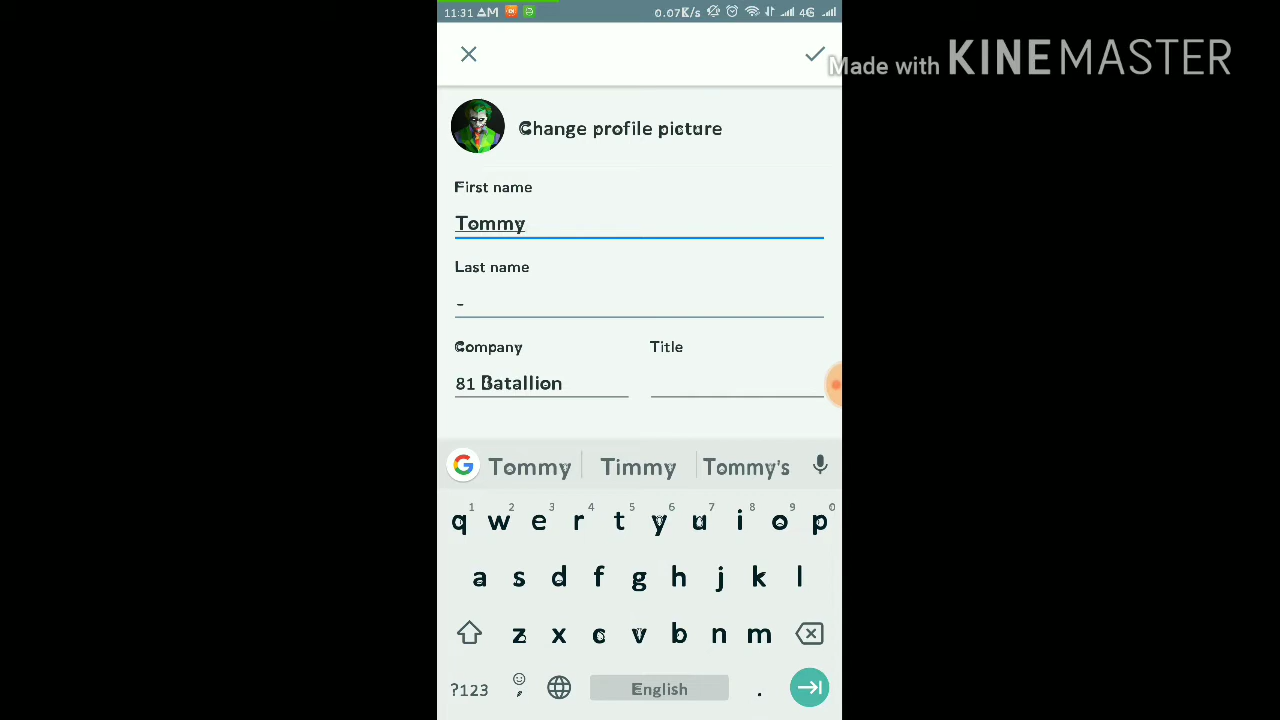 11:31 AM 0.07K/s 4G
Made with KINEMASTER
Change profile picture
First name
Tommy
Last name
-
Company Title
81 Batallion
G Tommy Timmy Tommy's
1 2 3 4 5 6 7 8 9 0
q w e r t y u i o p
a s d f g h j k l
z x c v b n m
?123 , English .